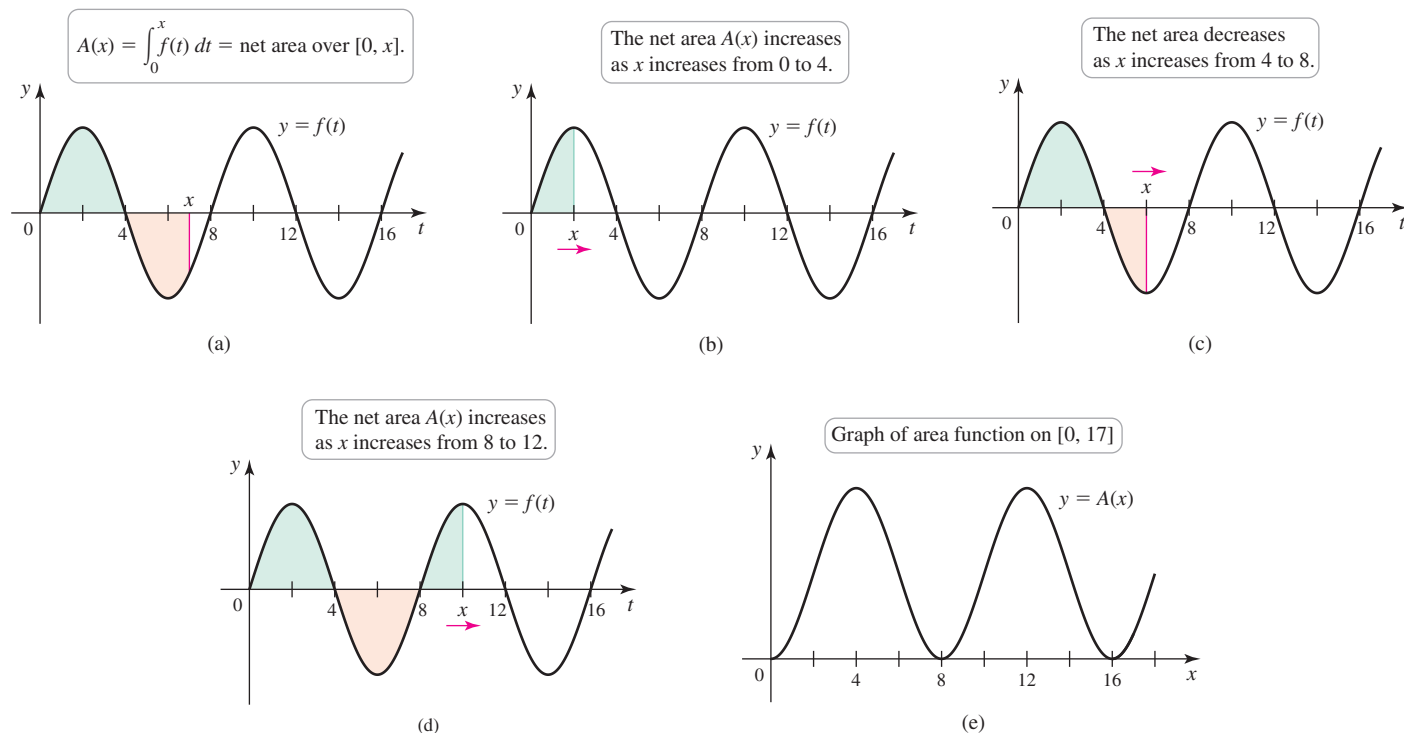 A(x) = ∫₀ˣ f(t) dt = net area over [0, x].
y
y = f(t)
x
0
4
8
12
16
t
(a)
The net area A(x) increases
as x increases from 0 to 4.
y
y = f(t)
0
x
4
8
12
16
t
(b)
The net area decreases
as x increases from 4 to 8.
y
y = f(t)
x
0
4
8
12
16
t
(c)
The net area A(x) increases
as x increases from 8 to 12.
y
y = f(t)
0
4
8
x
12
16
t
(d)
Graph of area function on [0, 17]
y
y = A(x)
0
4
8
12
16
x
(e)